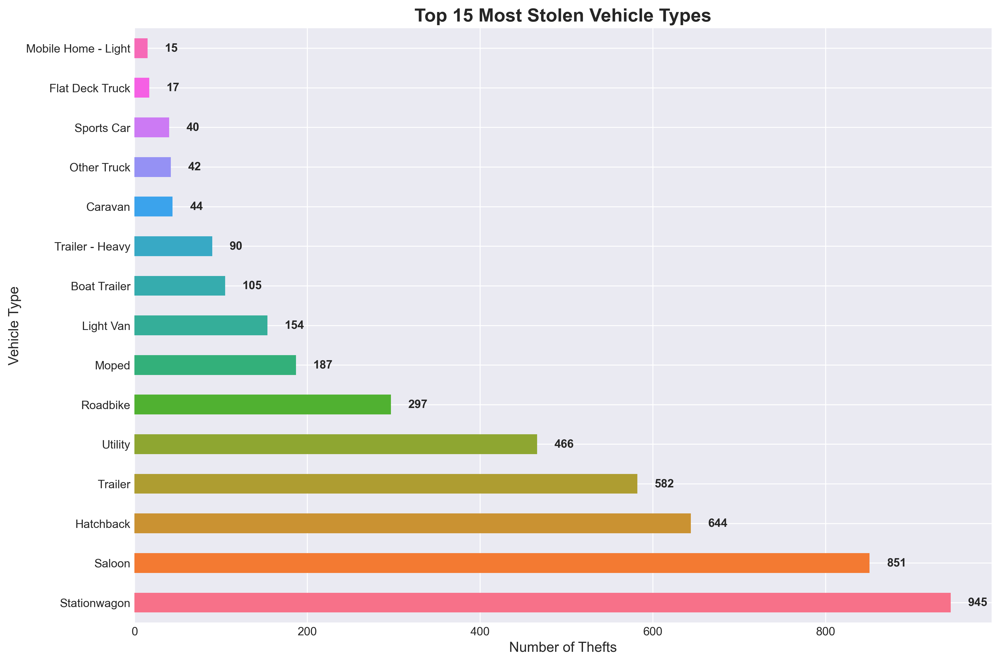 Top 15 Most Stolen Vehicle Types
Mobile Home - Light 15
Flat Deck Truck 17
Sports Car 40
Other Truck 42
Caravan 44
Trailer - Heavy 90
Boat Trailer 105
Light Van 154
Moped 187
Roadbike 297
Utility 466
Trailer 582
Hatchback 644
Saloon 851
Stationwagon 945
0 200 400 600 800
Number of Thefts
Vehicle Type